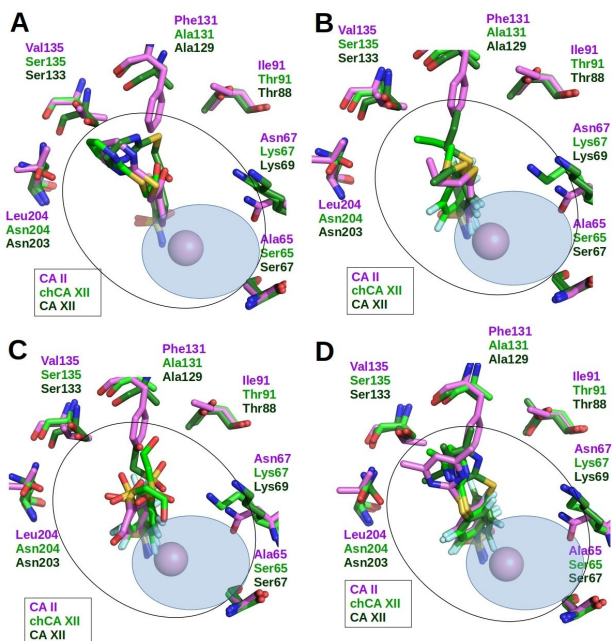 A
Phe131
Ala131
Ala129
Val135
Ser135
Ser133
Ile91
Thr91
Thr88
Asn67
Lys67
Lys69
Leu204
Asn204
Asn203
Ala65
Ser65
Ser67
CA II
chCA XII
CA XII
B
Phe131
Ala131
Ala129
Val135
Ser135
Ser133
Ile91
Thr91
Thr88
Asn67
Lys67
Lys69
Leu204
Asn204
Asn203
Ala65
Ser65
Ser67
CA II
chCA XII
CA XII
C
Phe131
Ala131
Ala129
Val135
Ser135
Ser133
Ile91
Thr91
Thr88
Asn67
Lys67
Lys69
Leu204
Asn204
Asn203
Ala65
Ser65
Ser67
CA II
chCA XII
CA XII
D
Phe131
Ala131
Ala129
Val135
Ser135
Ser133
Ile91
Thr91
Thr88
Asn67
Lys67
Lys69
Leu204
Asn204
Asn203
Ala65
Ser65
Ser67
CA II
chCA XII
CA XII